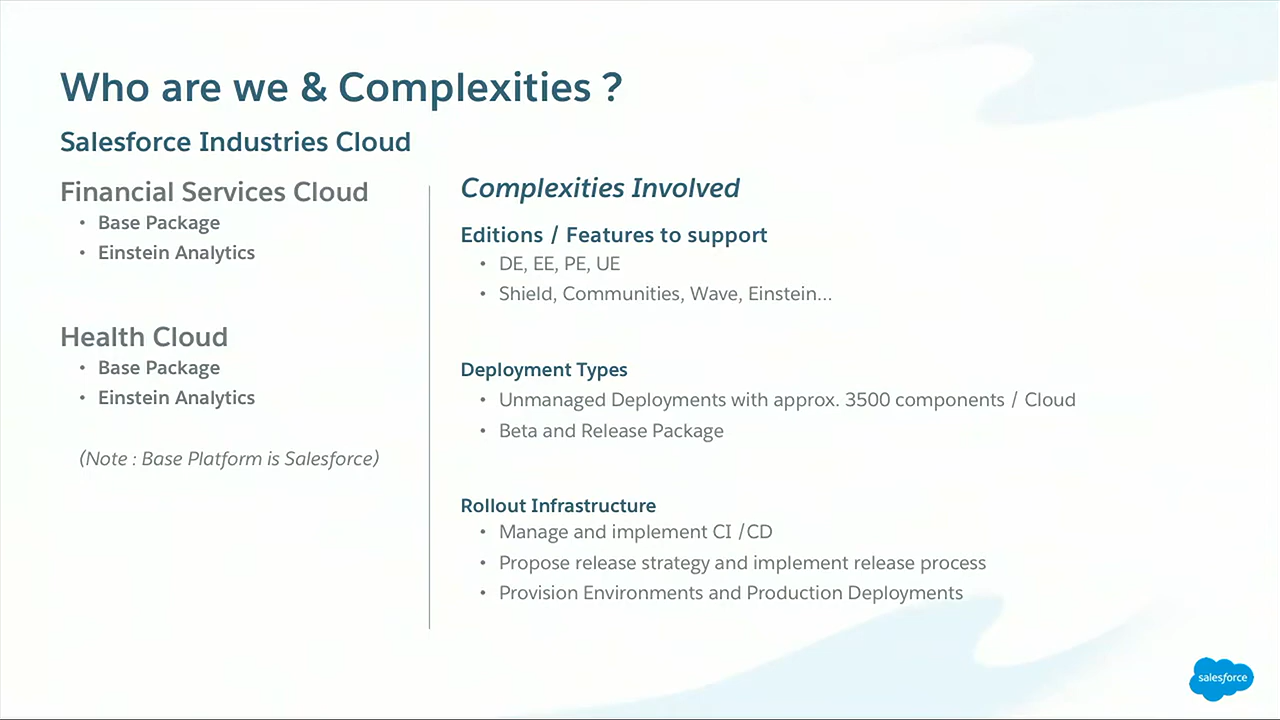 Who are we & Complexities ?
Salesforce Industries Cloud
Financial Services Cloud
• Base Package
• Einstein Analytics
Health Cloud
• Base Package
• Einstein Analytics
(Note : Base Platform is Salesforce)
Complexities Involved
Editions / Features to support
• DE, EE, PE, UE
• Shield, Communities, Wave, Einstein...
Deployment Types
• Unmanaged Deployments with approx. 3500 components / Cloud
• Beta and Release Package
Rollout Infrastructure
• Manage and implement CI /CD
• Propose release strategy and implement release process
• Provision Environments and Production Deployments
salesforce